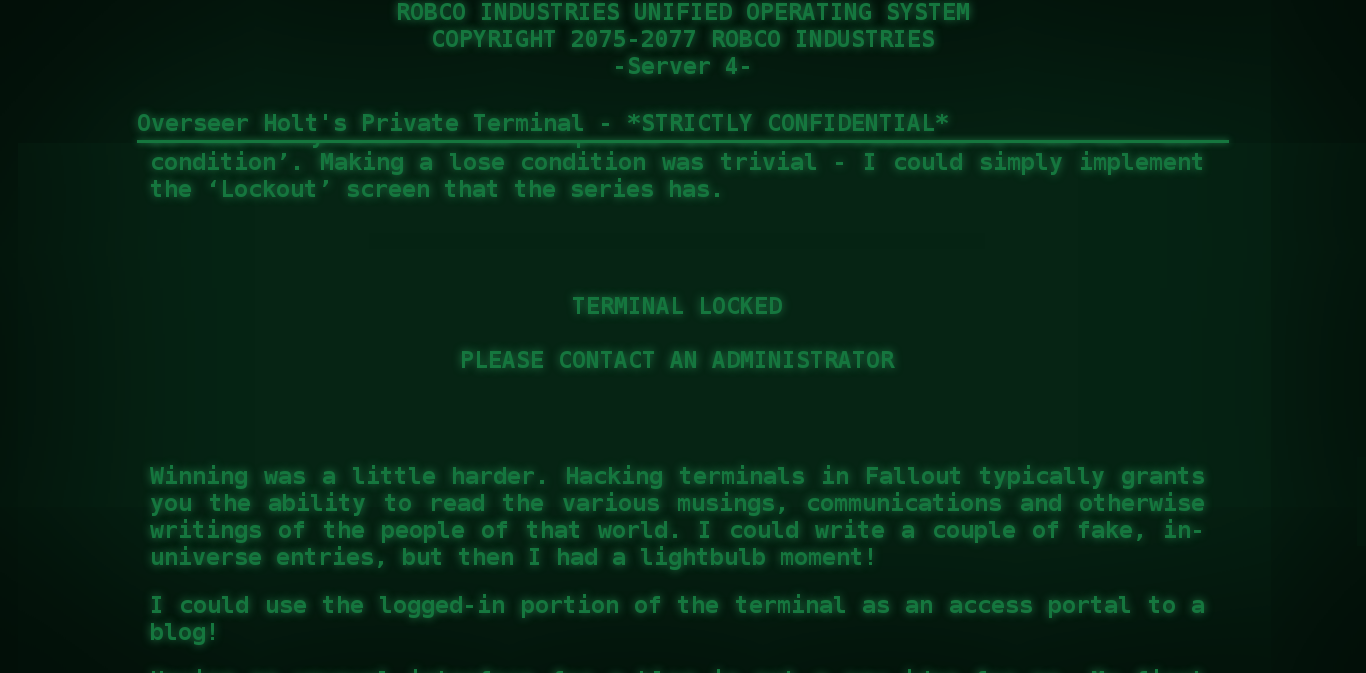 ROBCO INDUSTRIES UNIFIED OPERATING SYSTEM
COPYRIGHT 2075-2077 ROBCO INDUSTRIES
-Server 4-
Overseer Holt's Private Terminal - *STRICTLY CONFIDENTIAL*
condition’. Making a lose condition was trivial - I could simply implement
the ‘Lockout’ screen that the series has.
TERMINAL LOCKED
PLEASE CONTACT AN ADMINISTRATOR
Winning was a little harder. Hacking terminals in Fallout typically grants
you the ability to read the various musings, communications and otherwise
writings of the people of that world. I could write a couple of fake, in-
universe entries, but then I had a lightbulb moment!
I could use the logged-in portion of the terminal as an access portal to a
blog!